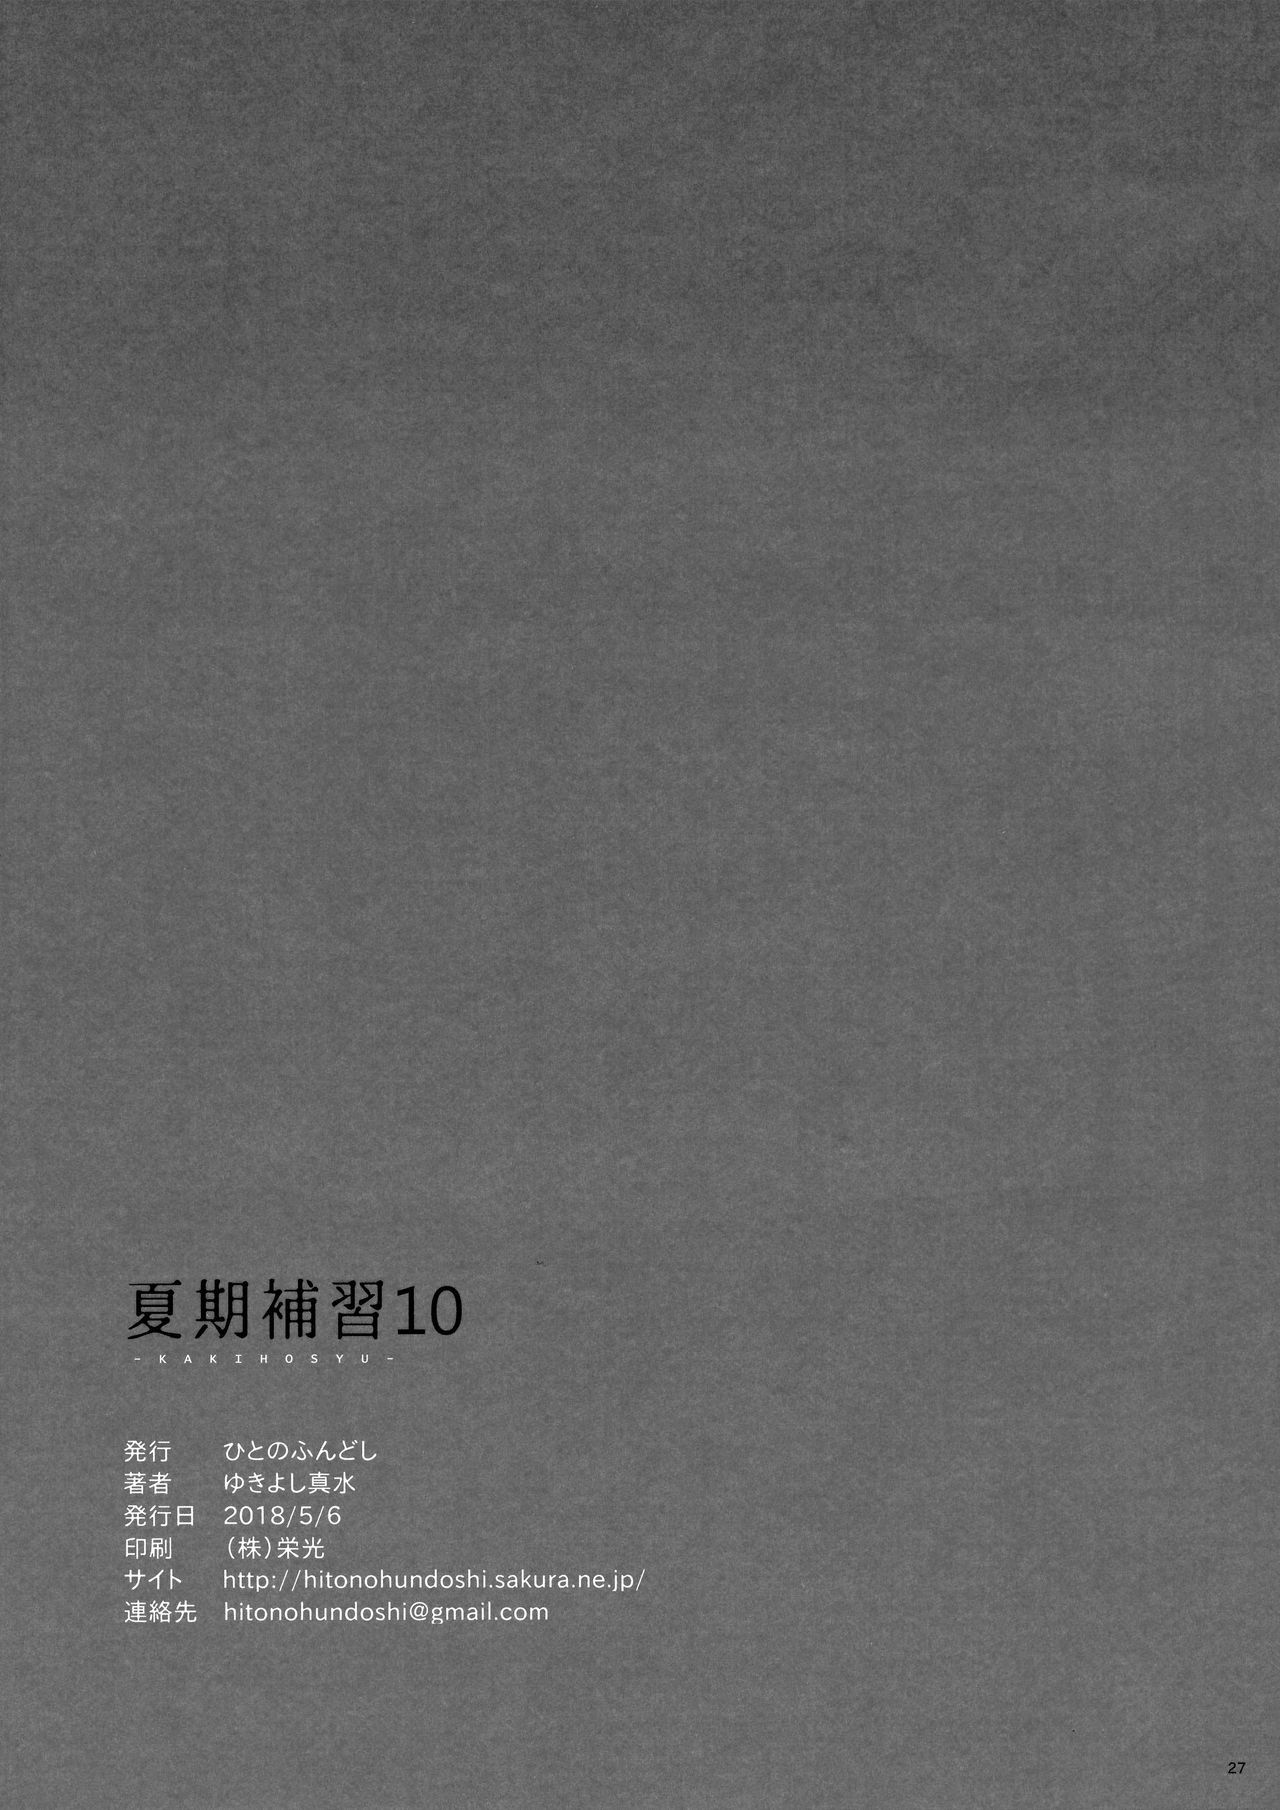 夏期補習10
- KAKIHOSYU -
発行 ひとのふんどし
著者 ゆきよし真水
発行日 2018/5/6
印刷 (株)栄光
サイト http://hitonohundoshi.sakura.ne.jp/
連絡先 hitonohundoshi@gmail.com
27